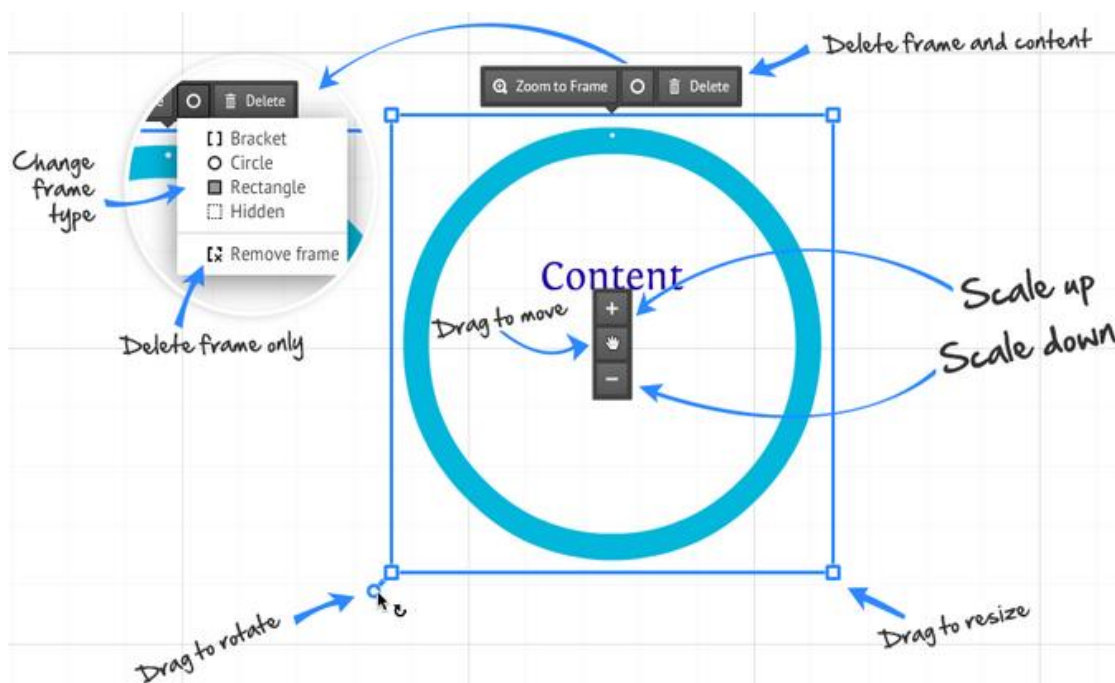 Delete frame and content
Zoom to Frame Delete
Delete
Bracket
Circle
Rectangle
Hidden
Remove frame
Change
frame
type
Delete frame only
Content
Drag to move
Scale up
Scale down
Drag to rotate
Drag to resize